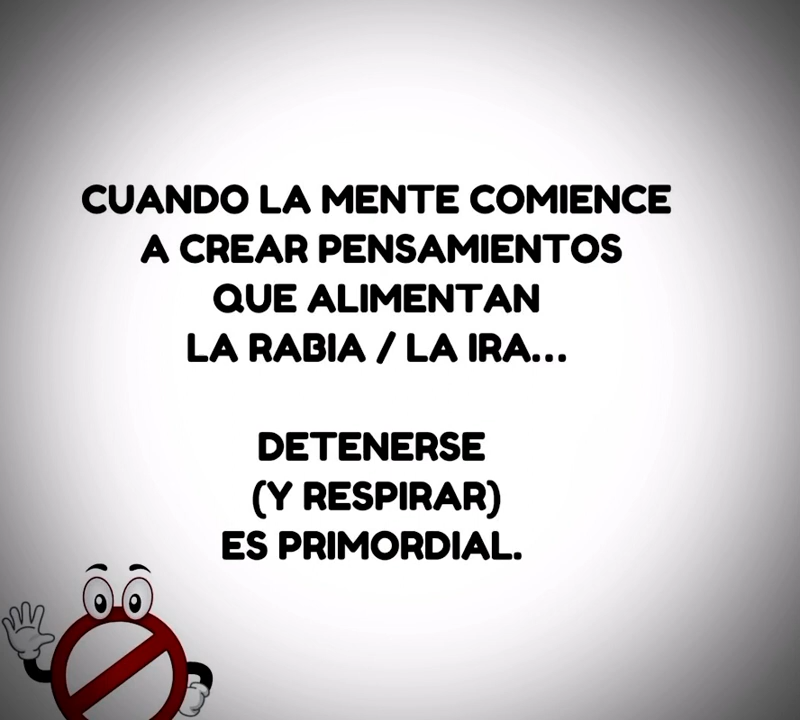 CUANDO LA MENTE COMIENCE
A CREAR PENSAMIENTOS
QUE ALIMENTAN
LA RABIA / LA IRA...
DETENERSE
(Y RESPIRAR)
ES PRIMORDIAL.